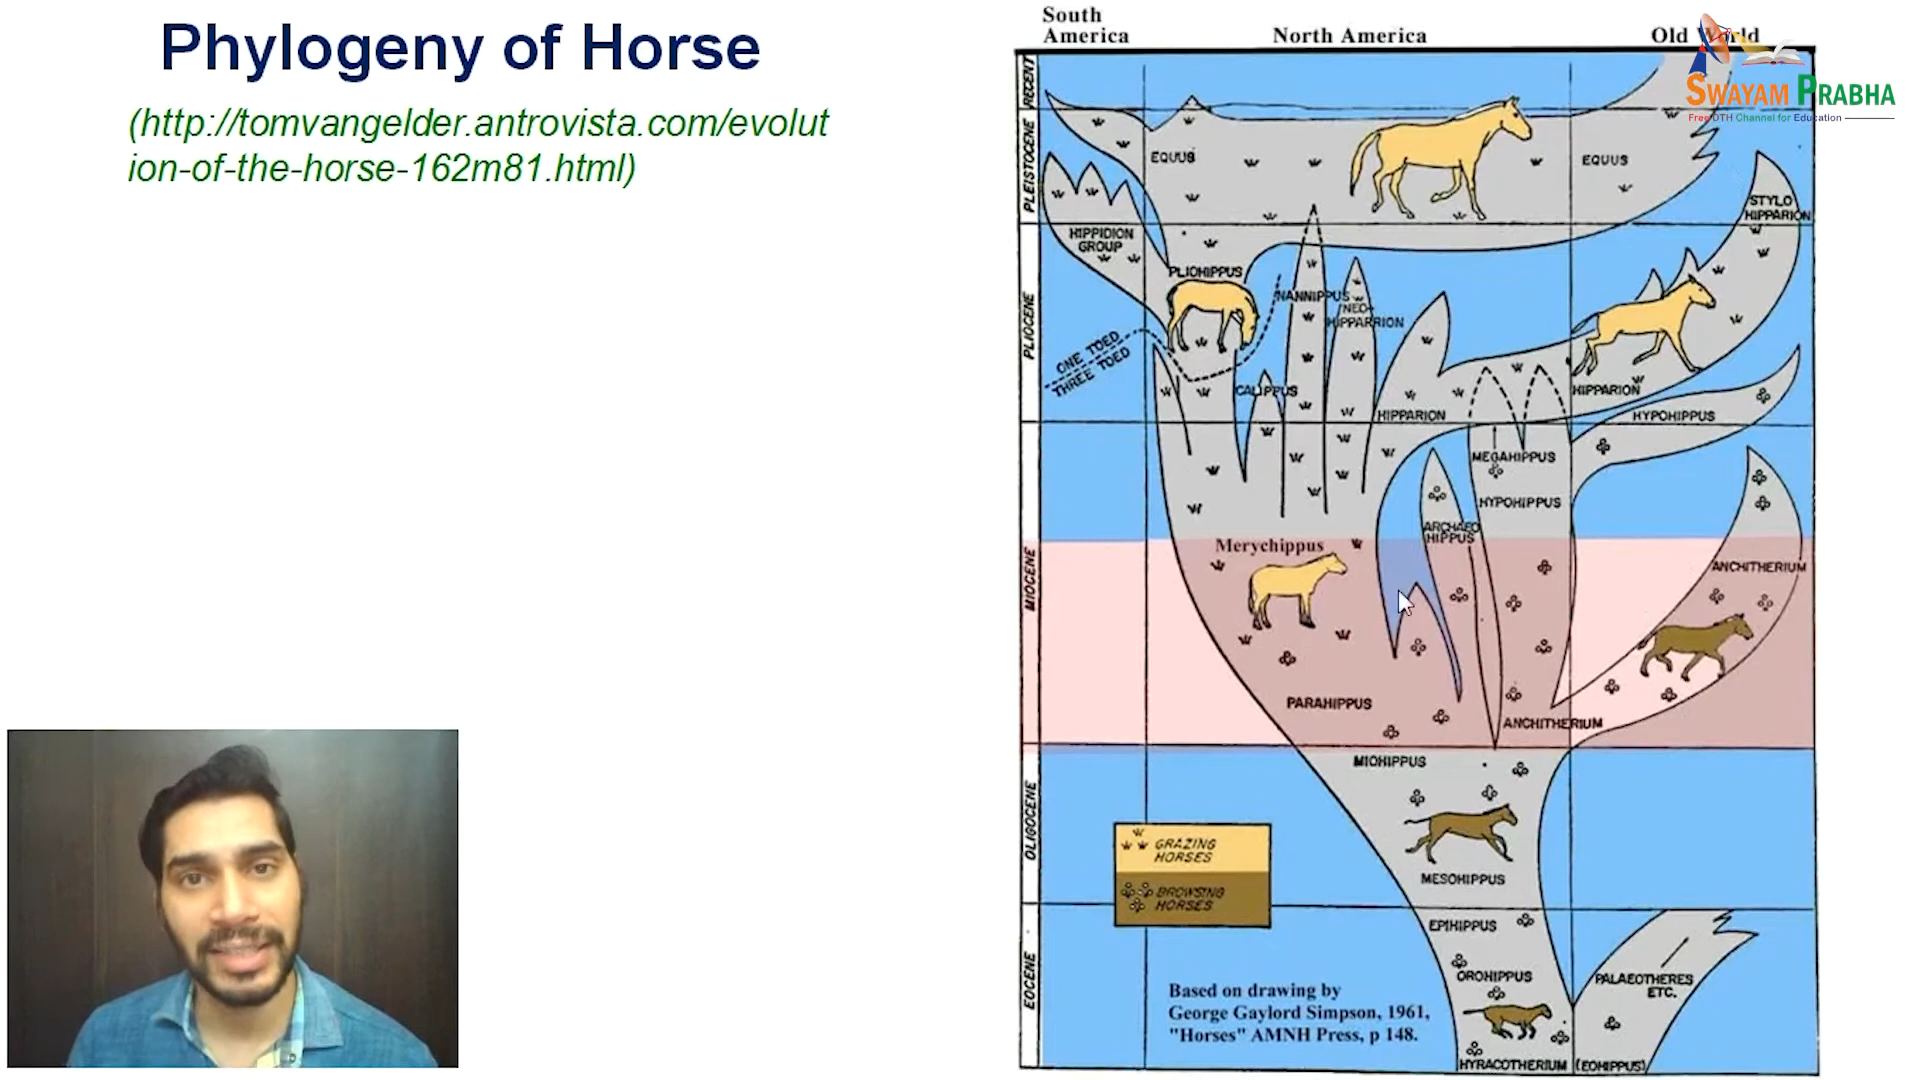 Phylogeny of Horse
(http://tomvangelder.antrovista.com/evolut
ion-of-the-horse-162m81.html)
South
America
North America
Old World
SWAYAM PRABHA
Free DTH Channel for Education
RECENT
PLEISTOCENE
EQUUS
EQUUS
STYLO
HIPPARION
HIPPIDION
GROUP
PLIOHIPPUS
PLIOCENE
NANNIPPUS
NEO-
HIPPARRION
ONE TOED
THREE TOED
CALIPPUS
HIPPARION
HIPPARION
HYPOHIPPUS
MEGAHIPPUS
HYPOHIPPUS
ARCHAEO
HIPPUS
MIOCENE
Merychippus
ANCHITHERIUM
PARAHIPPUS
ANCHITHERIUM
MIOHIPPUS
OLIGOCENE
GRAZING
HORSES
BROWSING
HORSES
MESOHIPPUS
EPIHIPPUS
EOCENE
OROHIPPUS
PALAEOTHERES
ETC.
Based on drawing by
George Gaylord Simpson, 1961,
"Horses" AMNH Press, p 148.
HYRACOTHERIUM (EOHIPPUS)